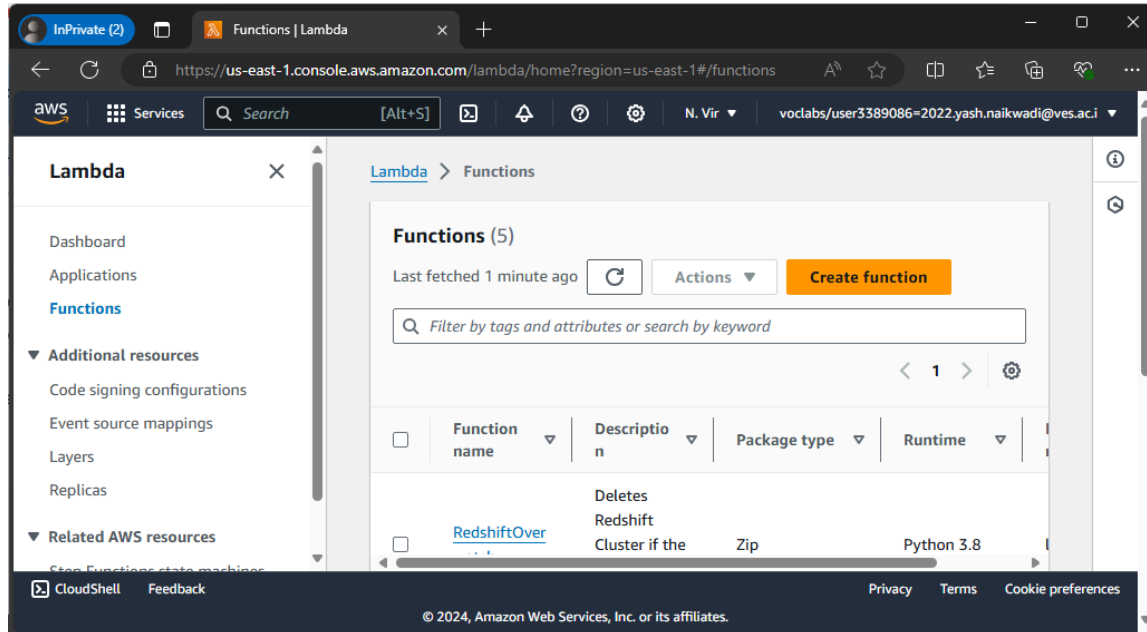 InPrivate (2)
Functions | Lambda
https://us-east-1.console.aws.amazon.com/lambda/home?region=us-east-1#/functions
aws
Services
Search
[Alt+S]
N. Vir
voclabs/user3389086=2022.yash.naikwadi@ves.ac.i
Lambda
Dashboard
Applications
Functions
Additional resources
Code signing configurations
Event source mappings
Layers
Replicas
Related AWS resources
Step Functions state machines
Lambda > Functions
Functions (5)
Last fetched 1 minute ago
Actions
Create function
Filter by tags and attributes or search by keyword
1
Function
name
Descriptio
n
Package type
Runtime
RedshiftOver
Deletes
Redshift
Cluster if the
Zip
Python 3.8
CloudShell
Feedback
Privacy
Terms
Cookie preferences
© 2024, Amazon Web Services, Inc. or its affiliates.